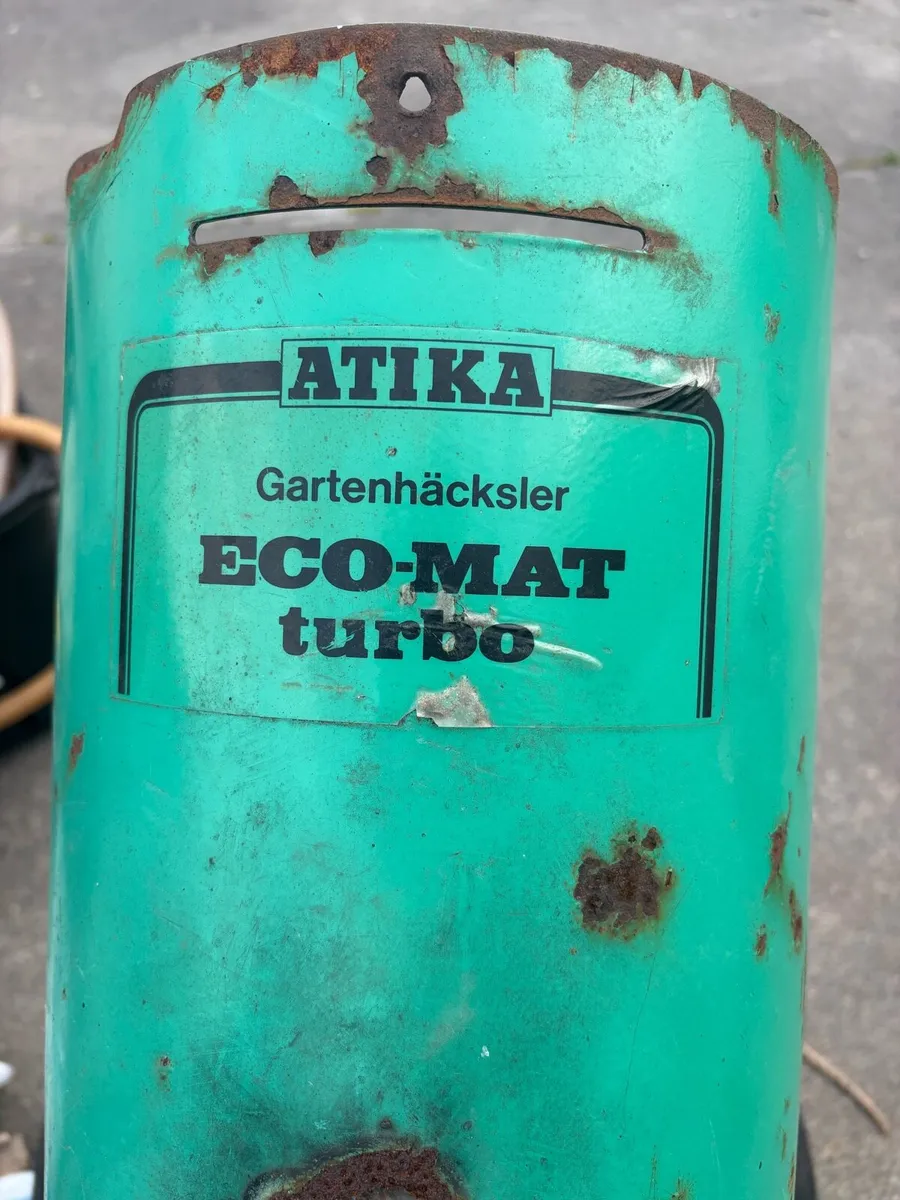 ATIKA
Gartenhäcksler
ECO-MAT
turbo